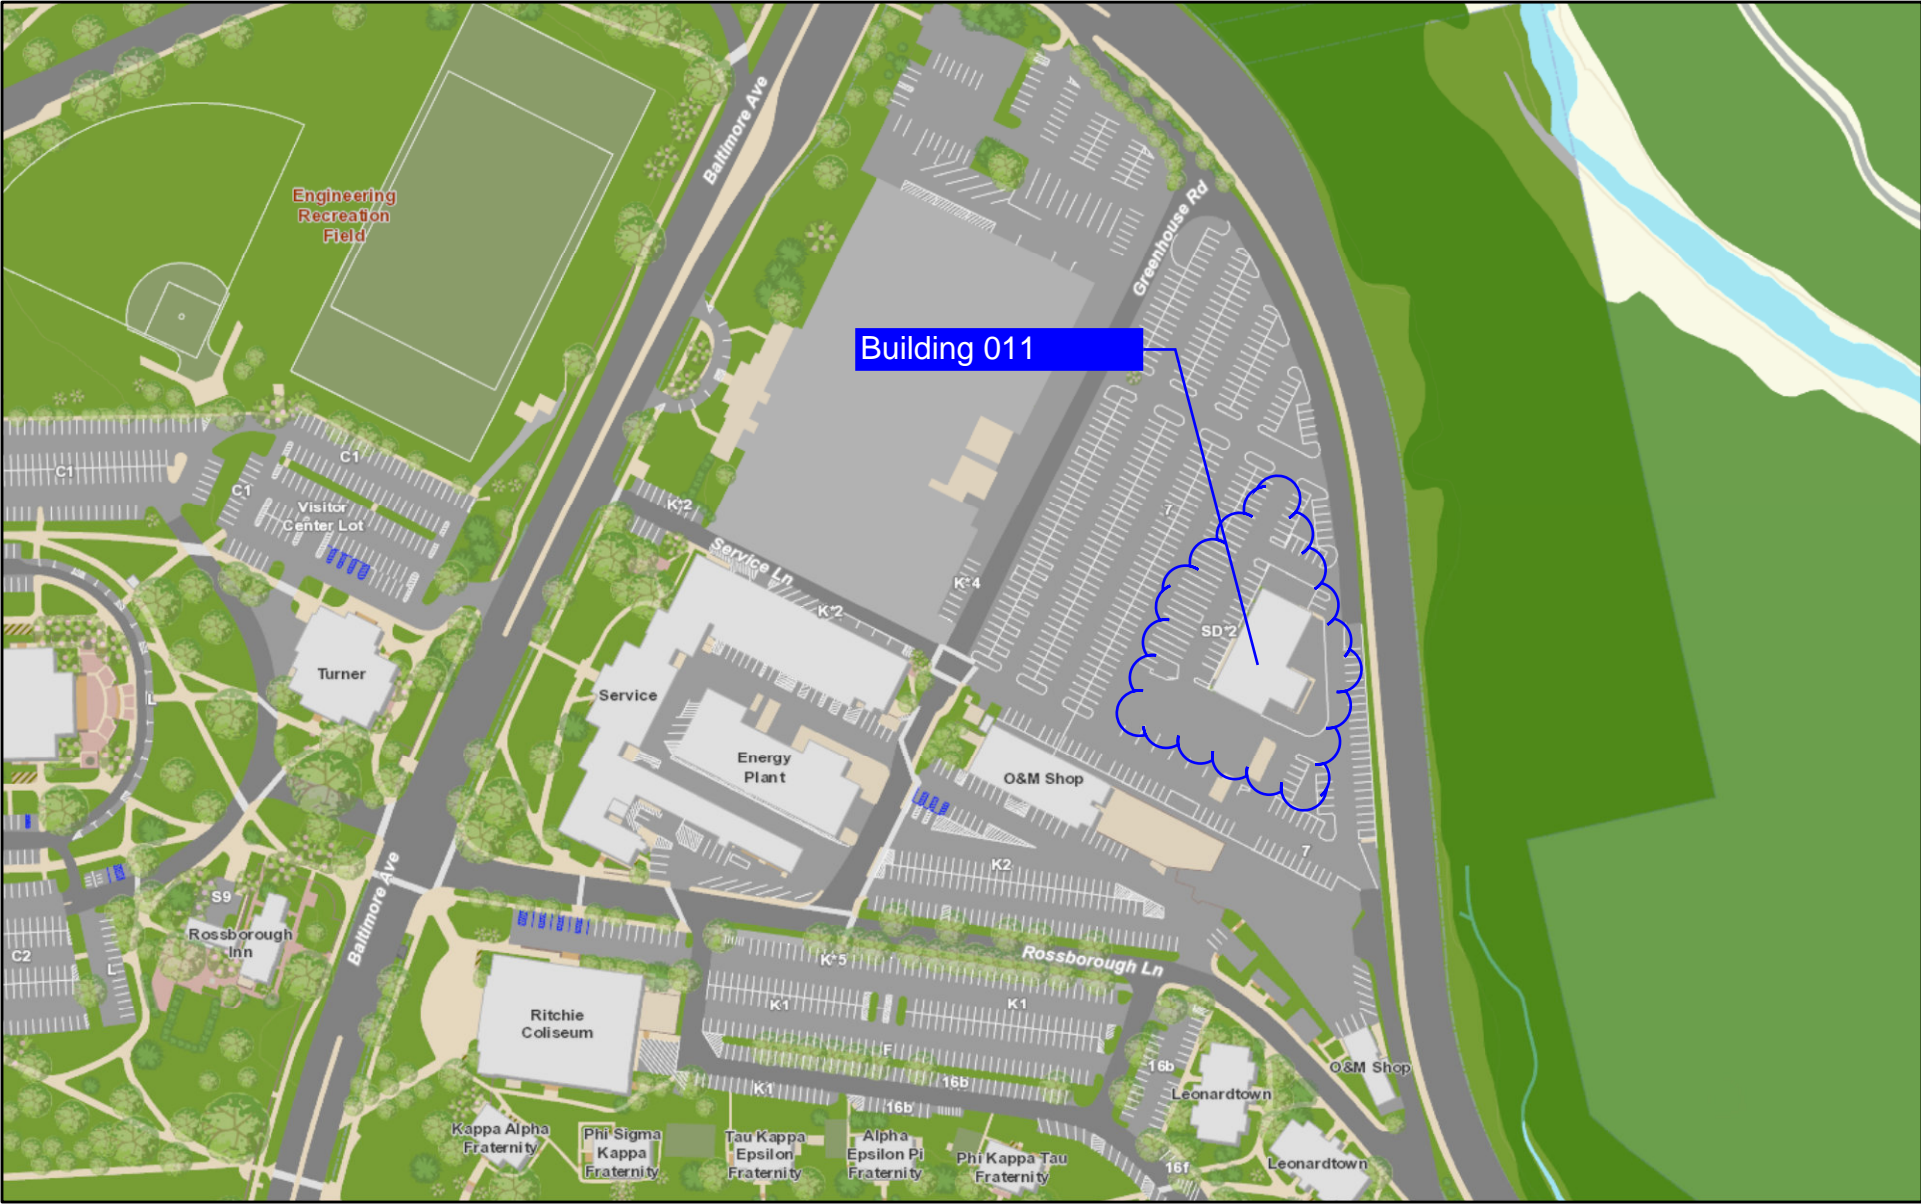 Baltimore Ave
Engineering
Recreation
Field
Greenhouse Rd
Building 011
C1
C1
C1
Visitor
Center Lot
K*2
7
Service Ln
K*4
K*2
SD*2
Turner
Service
L
Energy
Plant
O&M Shop
7
K2
Baltimore Ave
S9
Rossborough
Inn
C2
L
K*5
Rossborough Ln
K1
K1
Ritchie
Coliseum
F
16b
K1
16b
16b
O&M Shop
Leonardtown
Kappa Alpha
Fraternity
Phi Sigma
Kappa
Fraternity
Tau Kappa
Epsilon
Fraternity
Alpha
Epsilon Pi
Fraternity
Phi Kappa Tau
Fraternity
16f
Leonardtown